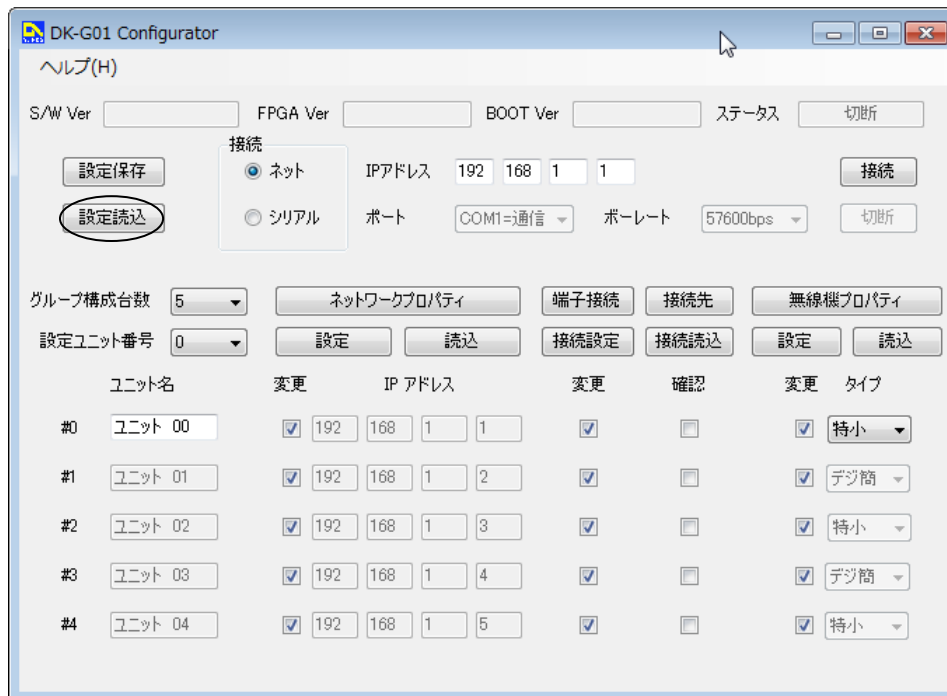 DK-G01 Configurator
ヘルプ(H)
S/W Ver FPGA Ver BOOT Ver ステータス 切断
接続
設定保存 ネット IPアドレス 192 168 1 1 接続
設定読込 シリアル ポート COM1=通信 ボーレート 57600bps 切断
グループ構成台数 5 ネットワークプロパティ 端子接続 接続先 無線機プロパティ
設定ユニット番号 0 設定 読込 接続設定 接続読込 設定 読込
ユニット名 変更 IP アドレス 変更 確認 変更 タイプ
#0 ユニット 00 192 168 1 1 特小
#1 ユニット 01 192 168 1 2 デジ簡
#2 ユニット 02 192 168 1 3 特小
#3 ユニット 03 192 168 1 4 デジ簡
#4 ユニット 04 192 168 1 5 特小